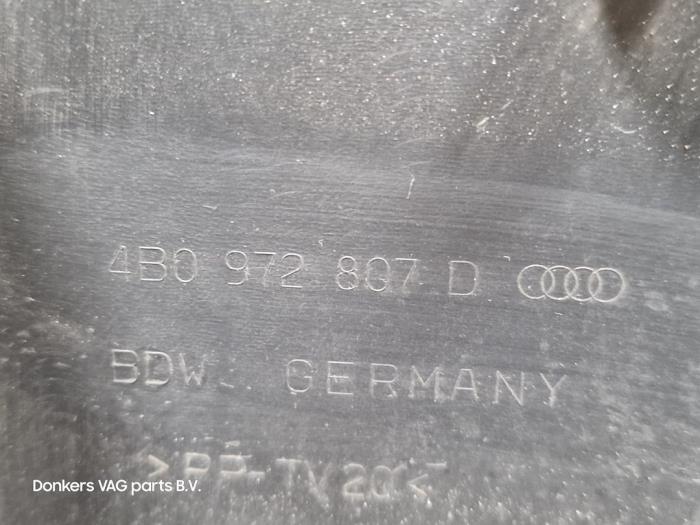 4B0 972 807 D
BDW. GERMANY
>PP-TV20<
Donkers VAG parts B.V.